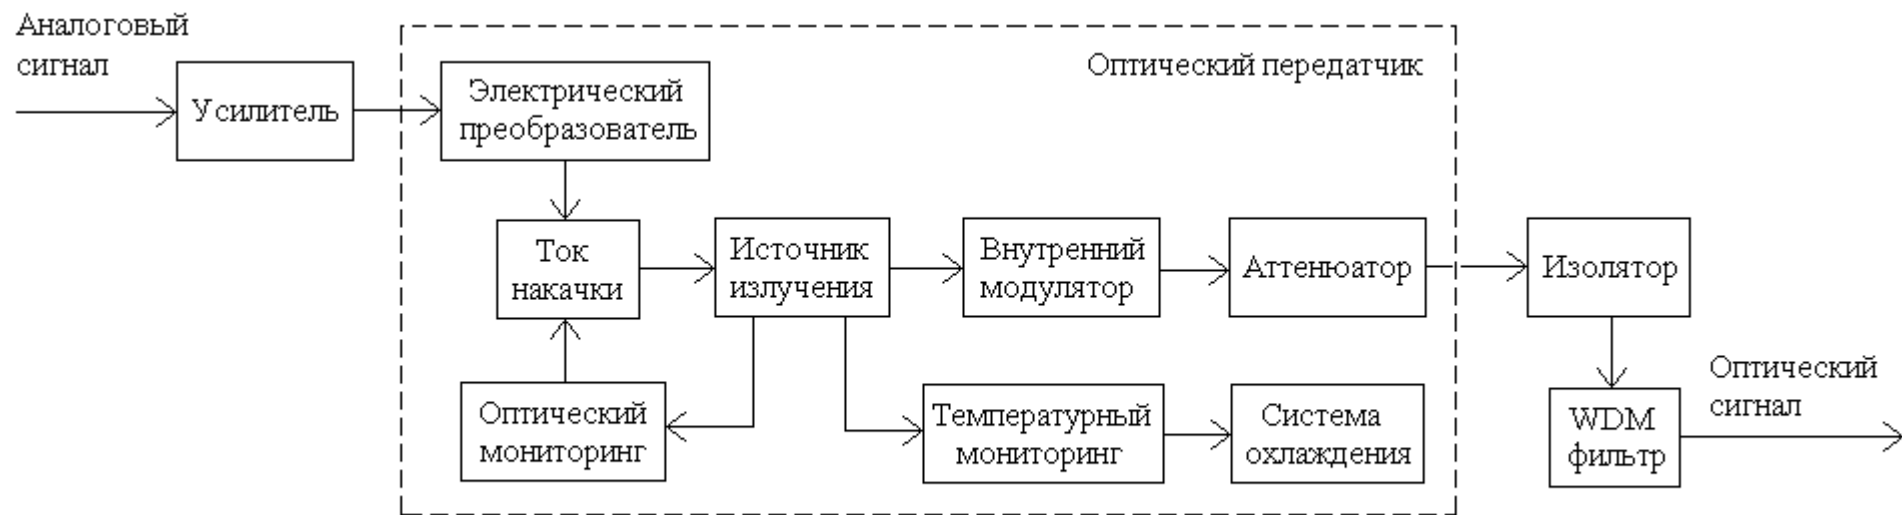 Аналоговый
сигнал
Усилитель
Электрический
преобразователь
Оптический передатчик
Ток
накачки
Источник
излучения
Внутренний
модулятор
Аттенюатор
Изолятор
Оптический
мониторинг
Температурный
мониторинг
Система
охлаждения
WDM
фильтр
Оптический
сигнал